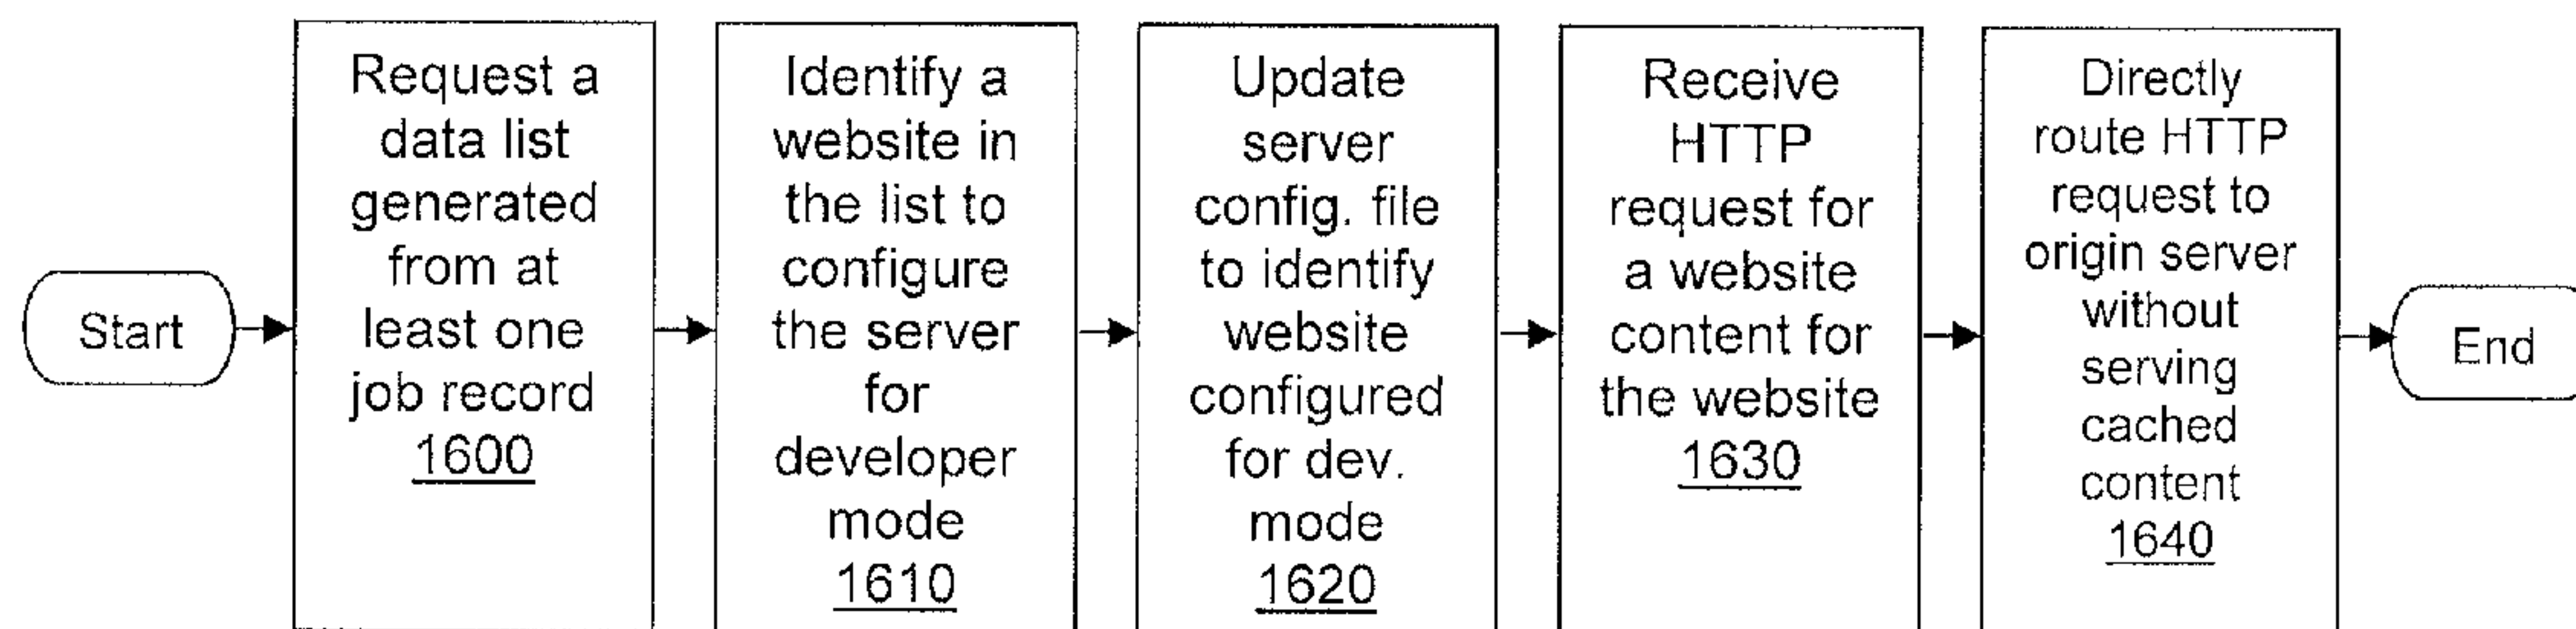 Start
Request a
data list
generated
from at
least one
job record
1600
Identify a
website in
the list to
configure
the server
for
developer
mode
1610
Update
server
config. file
to identify
website
configured
for dev.
mode
1620
Receive
HTTP
request for
a website
content for
the website
1630
Directly
route HTTP
request to
origin server
without
serving
cached
content
1640
End